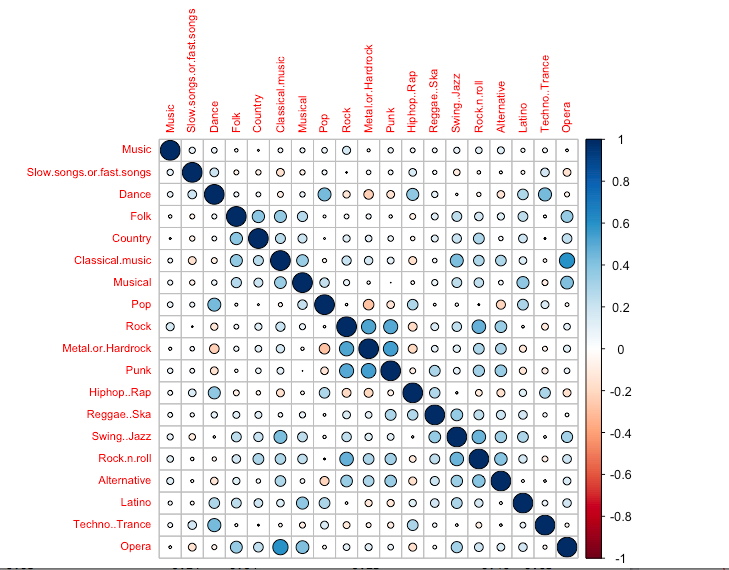 Music
Slow.songs.or.fast.songs
Dance
Folk
Country
Classical.music
Musical
Pop
Rock
Metal.or.Hardrock
Punk
Hiphop..Rap
Reggae..Ska
Swing..Jazz
Rock.n.roll
Alternative
Latino
Techno..Trance
Opera
Music
Slow.songs.or.fast.songs
Dance
Folk
Country
Classical.music
Musical
Pop
Rock
Metal.or.Hardrock
Punk
Hiphop..Rap
Reggae..Ska
Swing..Jazz
Rock.n.roll
Alternative
Latino
Techno..Trance
Opera
1
0.8
0.6
0.4
0.2
0
-0.2
-0.4
-0.6
-0.8
-1